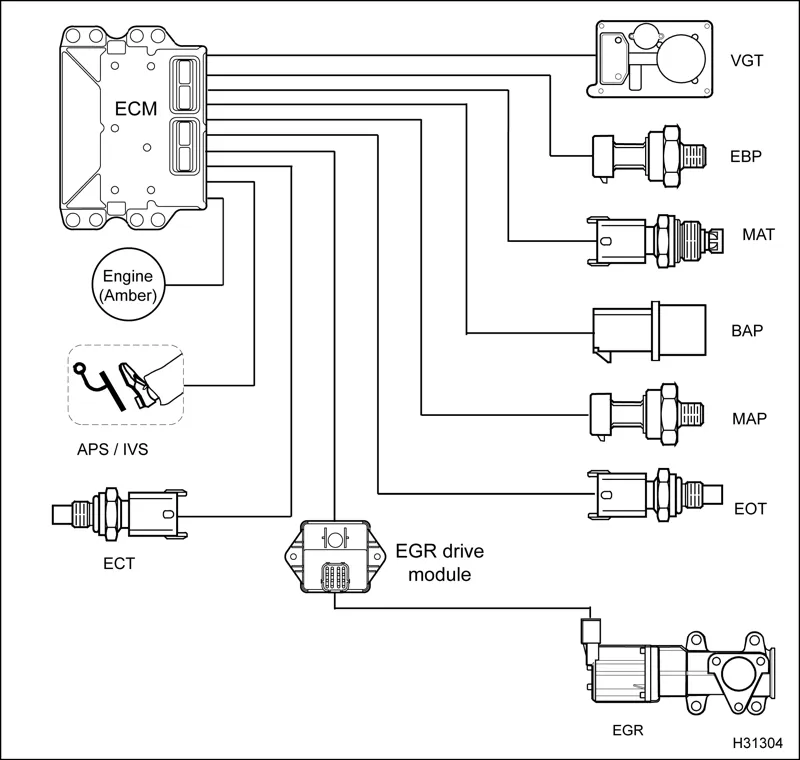 ECM
VGT
EBP
MAT
BAP
MAP
EOT
Engine
(Amber)
APS / IVS
ECT
EGR drive
module
EGR
H31304